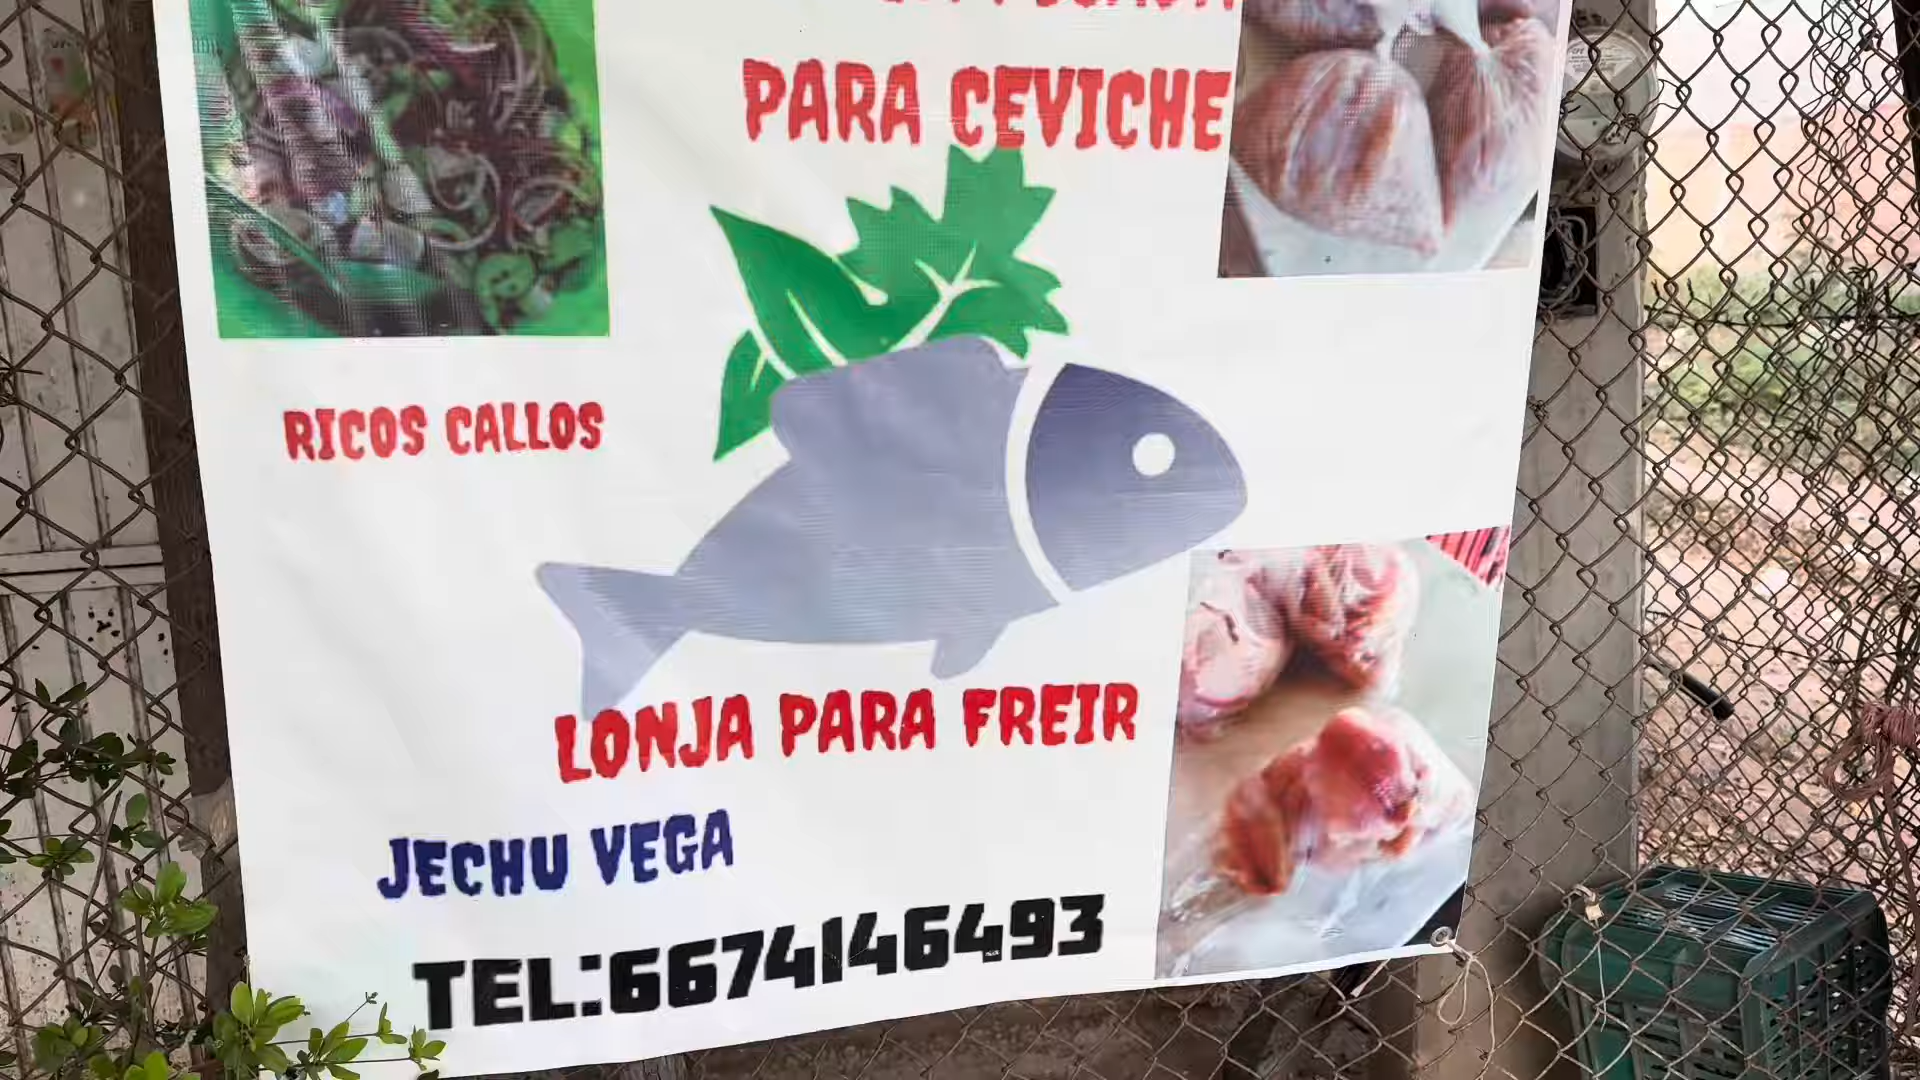 PARA CEVICHE
RICOS CALLOS
LONJA PARA FREIR
JECHU VEGA
TEL:6674146493